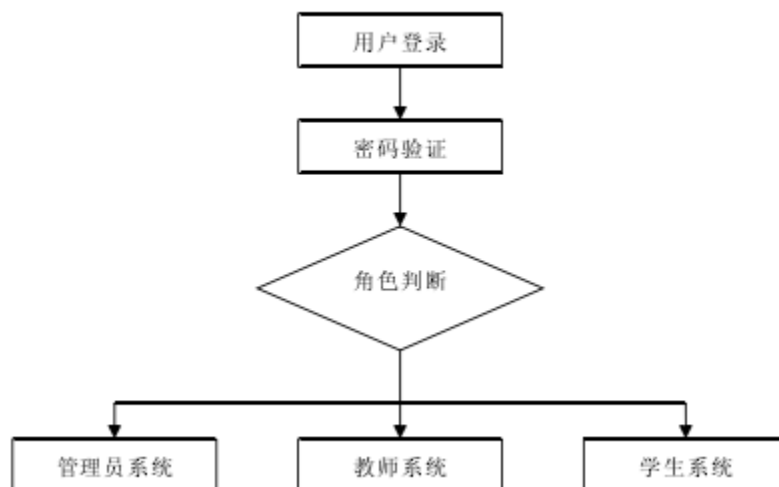 用户登录
密码验证
角色判断
管理员系统
教师系统
学生系统